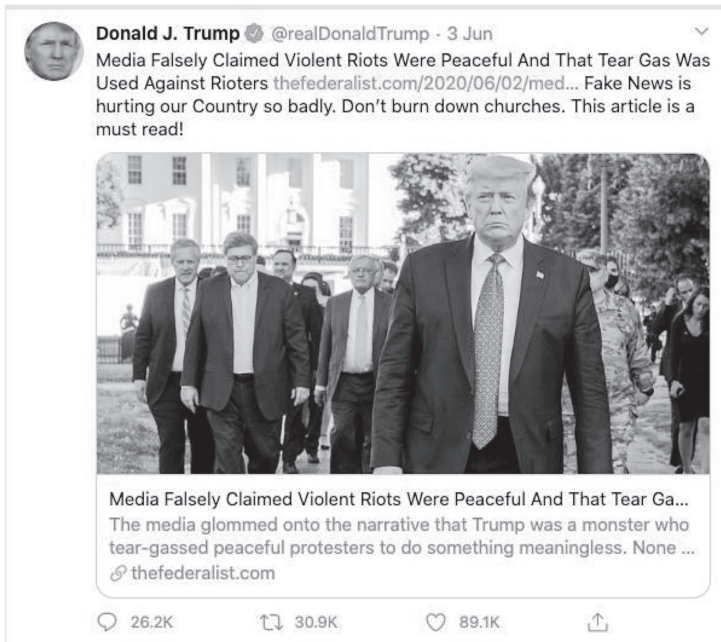 Donald J. Trump @realDonaldTrump · 3 Jun
Media Falsely Claimed Violent Riots Were Peaceful And That Tear Gas Was
Used Against Rioters thefederalist.com/2020/06/02/med... Fake News is
hurting our Country so badly. Don’t burn down churches. This article is a
must read!
Media Falsely Claimed Violent Riots Were Peaceful And That Tear Ga...
The media glommed onto the narrative that Trump was a monster who
tear-gassed peaceful protesters to do something meaningless. None ...
thefederalist.com
26.2K 30.9K 89.1K